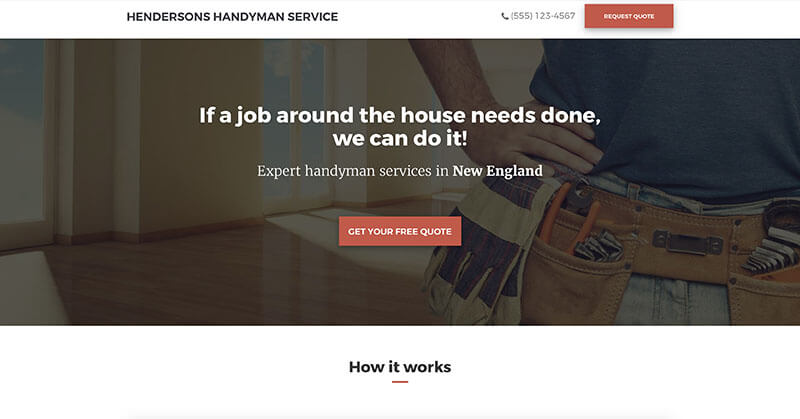 HENDERSONS HANDYMAN SERVICE
(555) 123-4567
REQUEST QUOTE
If a job around the house needs done,
we can do it!
Expert handyman services in New England
GET YOUR FREE QUOTE
How it works